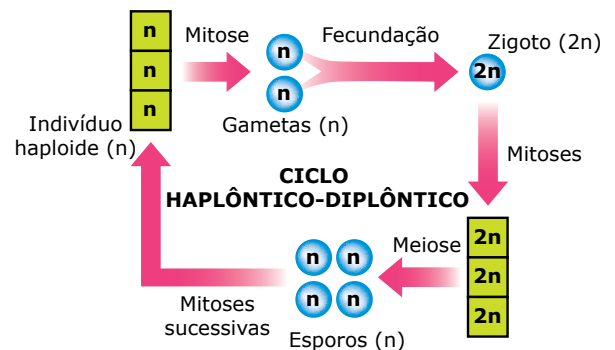 n
n
n
Indivíduo
haploide (n)
Mitose
n
n
Gametas (n)
Fecundação
Zigoto (2n)
2n
Mitoses
CICLO
HAPLÔNTICO-DIPLÔNTICO
2n
2n
2n
Meiose
n n
n n
Esporos (n)
Mitoses
sucessivas